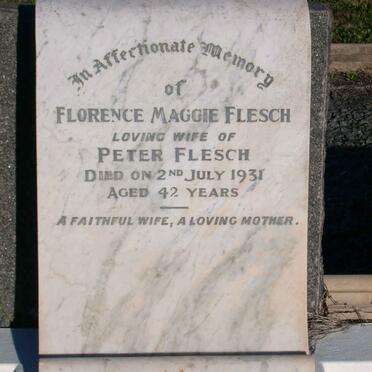 In Affectionate Memory
of
FLORENCE MAGGIE FLESCH
LOVING WIFE OF
PETER FLESCH
DIED ON 2ND JULY 1931
AGED 42 YEARS
A FAITHFUL WIFE, A LOVING MOTHER.